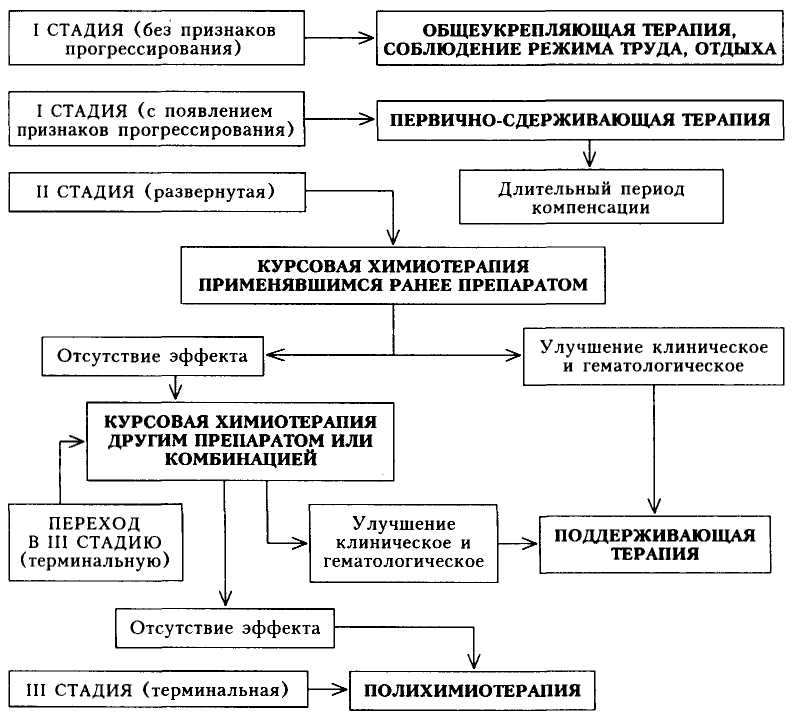 I СТАДИЯ (без признаков
прогрессирования)
ОБЩЕУКРЕПЛЯЮЩАЯ ТЕРАПИЯ,
СОБЛЮДЕНИЕ РЕЖИМА ТРУДА, ОТДЫХА
I СТАДИЯ (с появлением
признаков прогрессирования)
ПЕРВИЧНО-СДЕРЖИВАЮЩАЯ ТЕРАПИЯ
Длительный период
компенсации
II СТАДИЯ (развернутая)
КУРСОВАЯ ХИМИОТЕРАПИЯ
ПРИМЕНЯВШИМСЯ РАНЕЕ ПРЕПАРАТОМ
Отсутствие эффекта
Улучшение клиническое
и гематологическое
КУРСОВАЯ ХИМИОТЕРАПИЯ
ДРУГИМ ПРЕПАРАТОМ ИЛИ
КОМБИНАЦИЕЙ
ПЕРЕХОД
В III СТАДИЮ
(терминальную)
Улучшение
клиническое и
гематологическое
ПОДДЕРЖИВАЮЩАЯ
ТЕРАПИЯ
Отсутствие эффекта
III СТАДИЯ (терминальная)
ПОЛИХИМИОТЕРАПИЯ